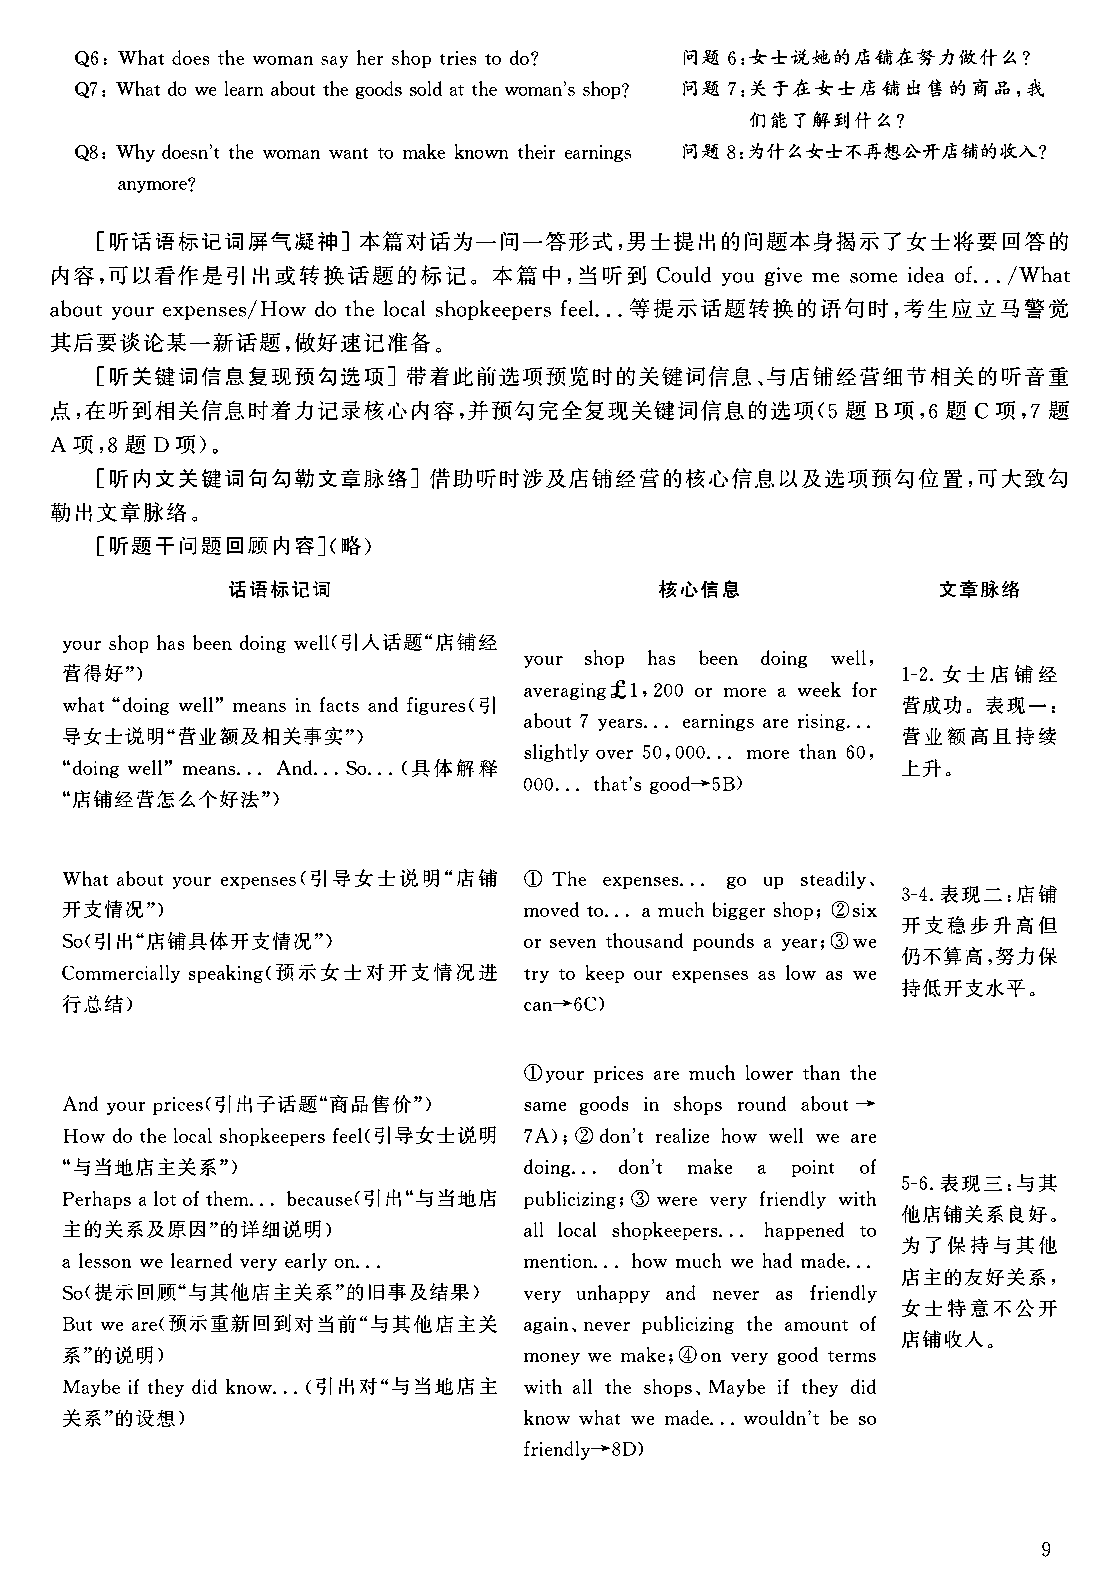 Q6: What does the woman say her shop tries to do?
问题 6:女士说她的店铺在努力做什么?
Q7: What do we learn about the goods sold at the woman's shop?
问题 7:关于在女士店铺出售的商品,我
们能了解到什么?
Q8: Why doesn't the woman want to make known their earnings
anymore?
问题 8:为什么女士不再想公开店铺的收入?
[听话语标记词屏气凝神] 本篇对话为一问一答形式,男士提出的问题本身揭示了女士将要回答的
内容,可以看作是引出或转换话题的标记。本篇中,当听到 Could you give me some idea of... /What
about your expenses/How do the local shopkeepers feel...等提示话题转换的语句时,考生应立马警觉
其后要谈论某一新话题,做好速记准备。
[听关键词信息复现预勾选项] 带着此前选项预览时的关键词信息、与店铺经营细节相关的听音重
点,在听到相关信息时着力记录核心内容,并预勾完全复现关键词信息的选项(5 题 B 项,6 题 C 项,7 题
A 项,8 题 D 项)。
[听内文关键词句勾勒文章脉络] 借助听时涉及店铺经营的核心信息以及选项预勾位置,可大致勾
勒出文章脉络。
[听题干问题回顾内容](略)
话语标记词
核心信息
文章脉络
your shop has been doing well(引入话题“店铺经
营得好”)
what “doing well” means in facts and figures(引
导女士说明“营业额及相关事实”)
“doing well” means... And...So...(具体解释
“店铺经营怎么个好法”)
your shop has been doing well,
averaging £1,200 or more a week for
about 7 years... earnings are rising...
slightly over 50,000... more than 60,
000... that's good→5B)
1-2. 女士店铺经
营成功。表现一:
营业额高且持续
上升。
What about your expenses(引导女士说明“店铺
开支情况”)
So(引出“店铺具体开支情况”)
Commercially speaking(预示女士对开支情况进
行总结)
① The expenses... go up steadily、
moved to... a much bigger shop; ②six
or seven thousand pounds a year;③we
try to keep our expenses as low as we
can→6C)
3-4. 表现二:店铺
开支稳步升高但
仍不算高,努力保
持低开支水平。
And your prices(引出子话题“商品售价”)
How do the local shopkeepers feel(引导女士说明
“与当地店主关系”)
Perhaps a lot of them... because(引出“与当地店
主的关系及原因”的详细说明)
a lesson we learned very early on...
So(提示回顾“与其他店主关系”的旧事及结果)
But we are(预示重新回到对当前“与其他店主关
系”的说明)
Maybe if they did know...(引出对“与当地店主
关系”的设想)
①your prices are much lower than the
same goods in shops round about →
7A);②don't realize how well we are
doing... don't make a point of
publicizing;③ were very friendly with
all local shopkeepers... happened to
mention... how much we had made...
very unhappy and never as friendly
again、never publicizing the amount of
money we make;④on very good terms
with all the shops、Maybe if they did
know what we made... wouldn't be so
friendly→8D)
5-6. 表现三:与其
他店铺关系良好。
为了保持与其他
店主的友好关系,
女士特意不公开
店铺收入。
9